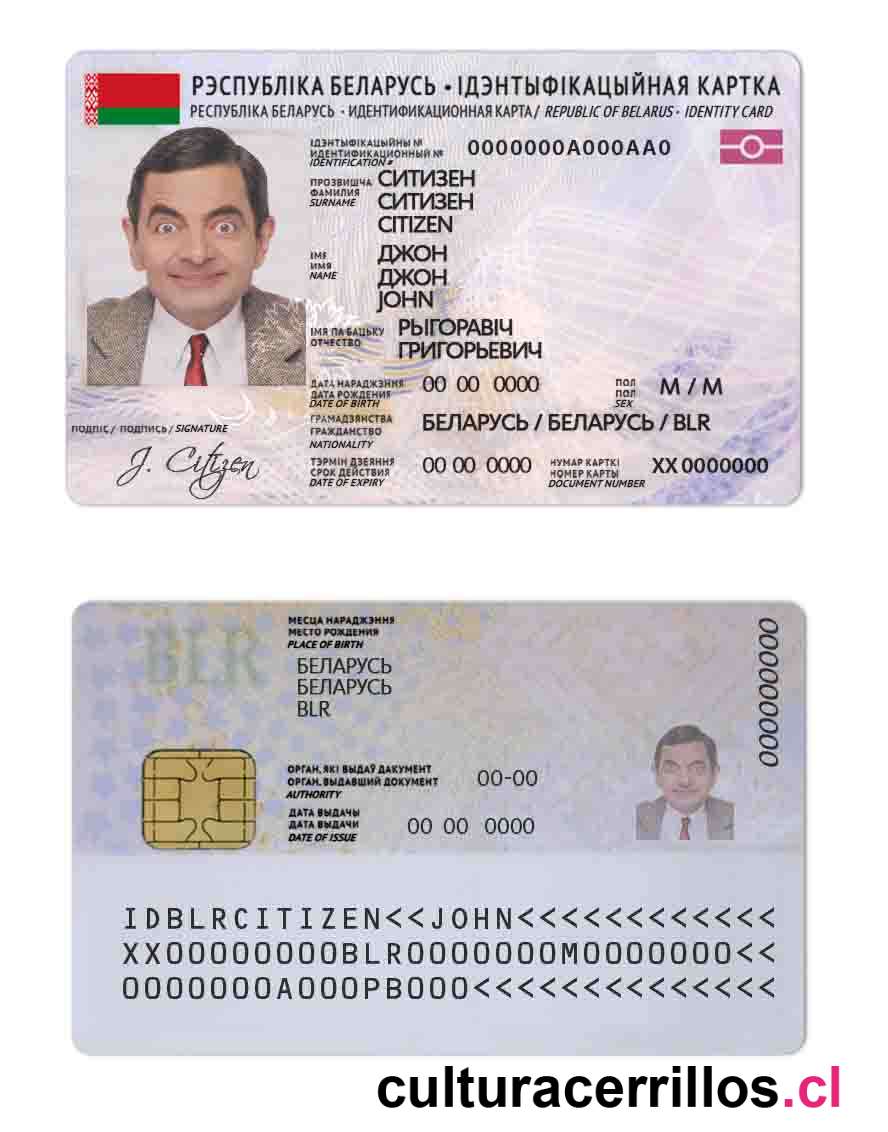 РЭСПУБЛІКА БЕЛАРУСЬ • ІДЭНТЫФІКАЦЫЙНАЯ КАРТКА
РЕСПУБЛІКА БЕЛАРУСЬ • ИДЕНТИФИКАЦИОННАЯ КАРТА / REPUBLIC OF BELARUS • IDENTITY CARD
ІДЭНТЫФІКАЦЫЙНЫ №
ИДЕНТИФИКАЦИОННЫЙ №
IDENTIFICATION #
0000000A000AA0
ПРОЗВИШЧА
ФАМИЛИЯ
SURNAME
СИТИЗЕН
СИТИЗЕН
CITIZEN
ІМЯ
ИМЯ
NAME
ДЖОН
ДЖОН
JOHN
ІМЯ ПА БАЦЬКУ
ОТЧЕСТВО
РЫГОРАВІЧ
ГРИГОРЬЕВИЧ
ДАТА НАРАДЖЭННЯ
ДАТА РОЖДЕНИЯ
DATE OF BIRTH
00 00 0000
ПОЛ
ПОЛ
SEX
M / M
ГРАМАДЗЯНСТВА
ГРАЖДАНСТВО
NATIONALITY
БЕЛАРУСЬ / БЕЛАРУСЬ / BLR
ПОДПІС / ПОДПИСЬ / SIGNATURE
J. Citizen
ТЭРМІН ДЗЕЯННЯ
СРОК ДЕЙСТВИЯ
DATE OF EXPIRY
00 00 0000
НУМАР КАРТКІ
НОМЕР КАРТЫ
DOCUMENT NUMBER
XX 0000000
BLR
МЕСЦА НАРАДЖЭННЯ
МЕСТО РОЖДЕНИЯ
PLACE OF BIRTH
БЕЛАРУСЬ
БЕЛАРУСЬ
BLR
000000000
ОРГАН, ЯКІ ВЫДАЎ ДАКУМЕНТ
ОРГАН, ВЫДАВШИЙ ДОКУМЕНТ
AUTHORITY
00-00
ДАТА ВЫДАЧЫ
ДАТА ВЫДАЧИ
DATE OF ISSUE
00 00 0000
IDBLRCITIZEN<<JOHN<<<<<<<<<<<<
XX00000000BLR0000000M0000000<<
0000000A000PB000<<<<<<<<<<<<<<
culturacerrillos.cl